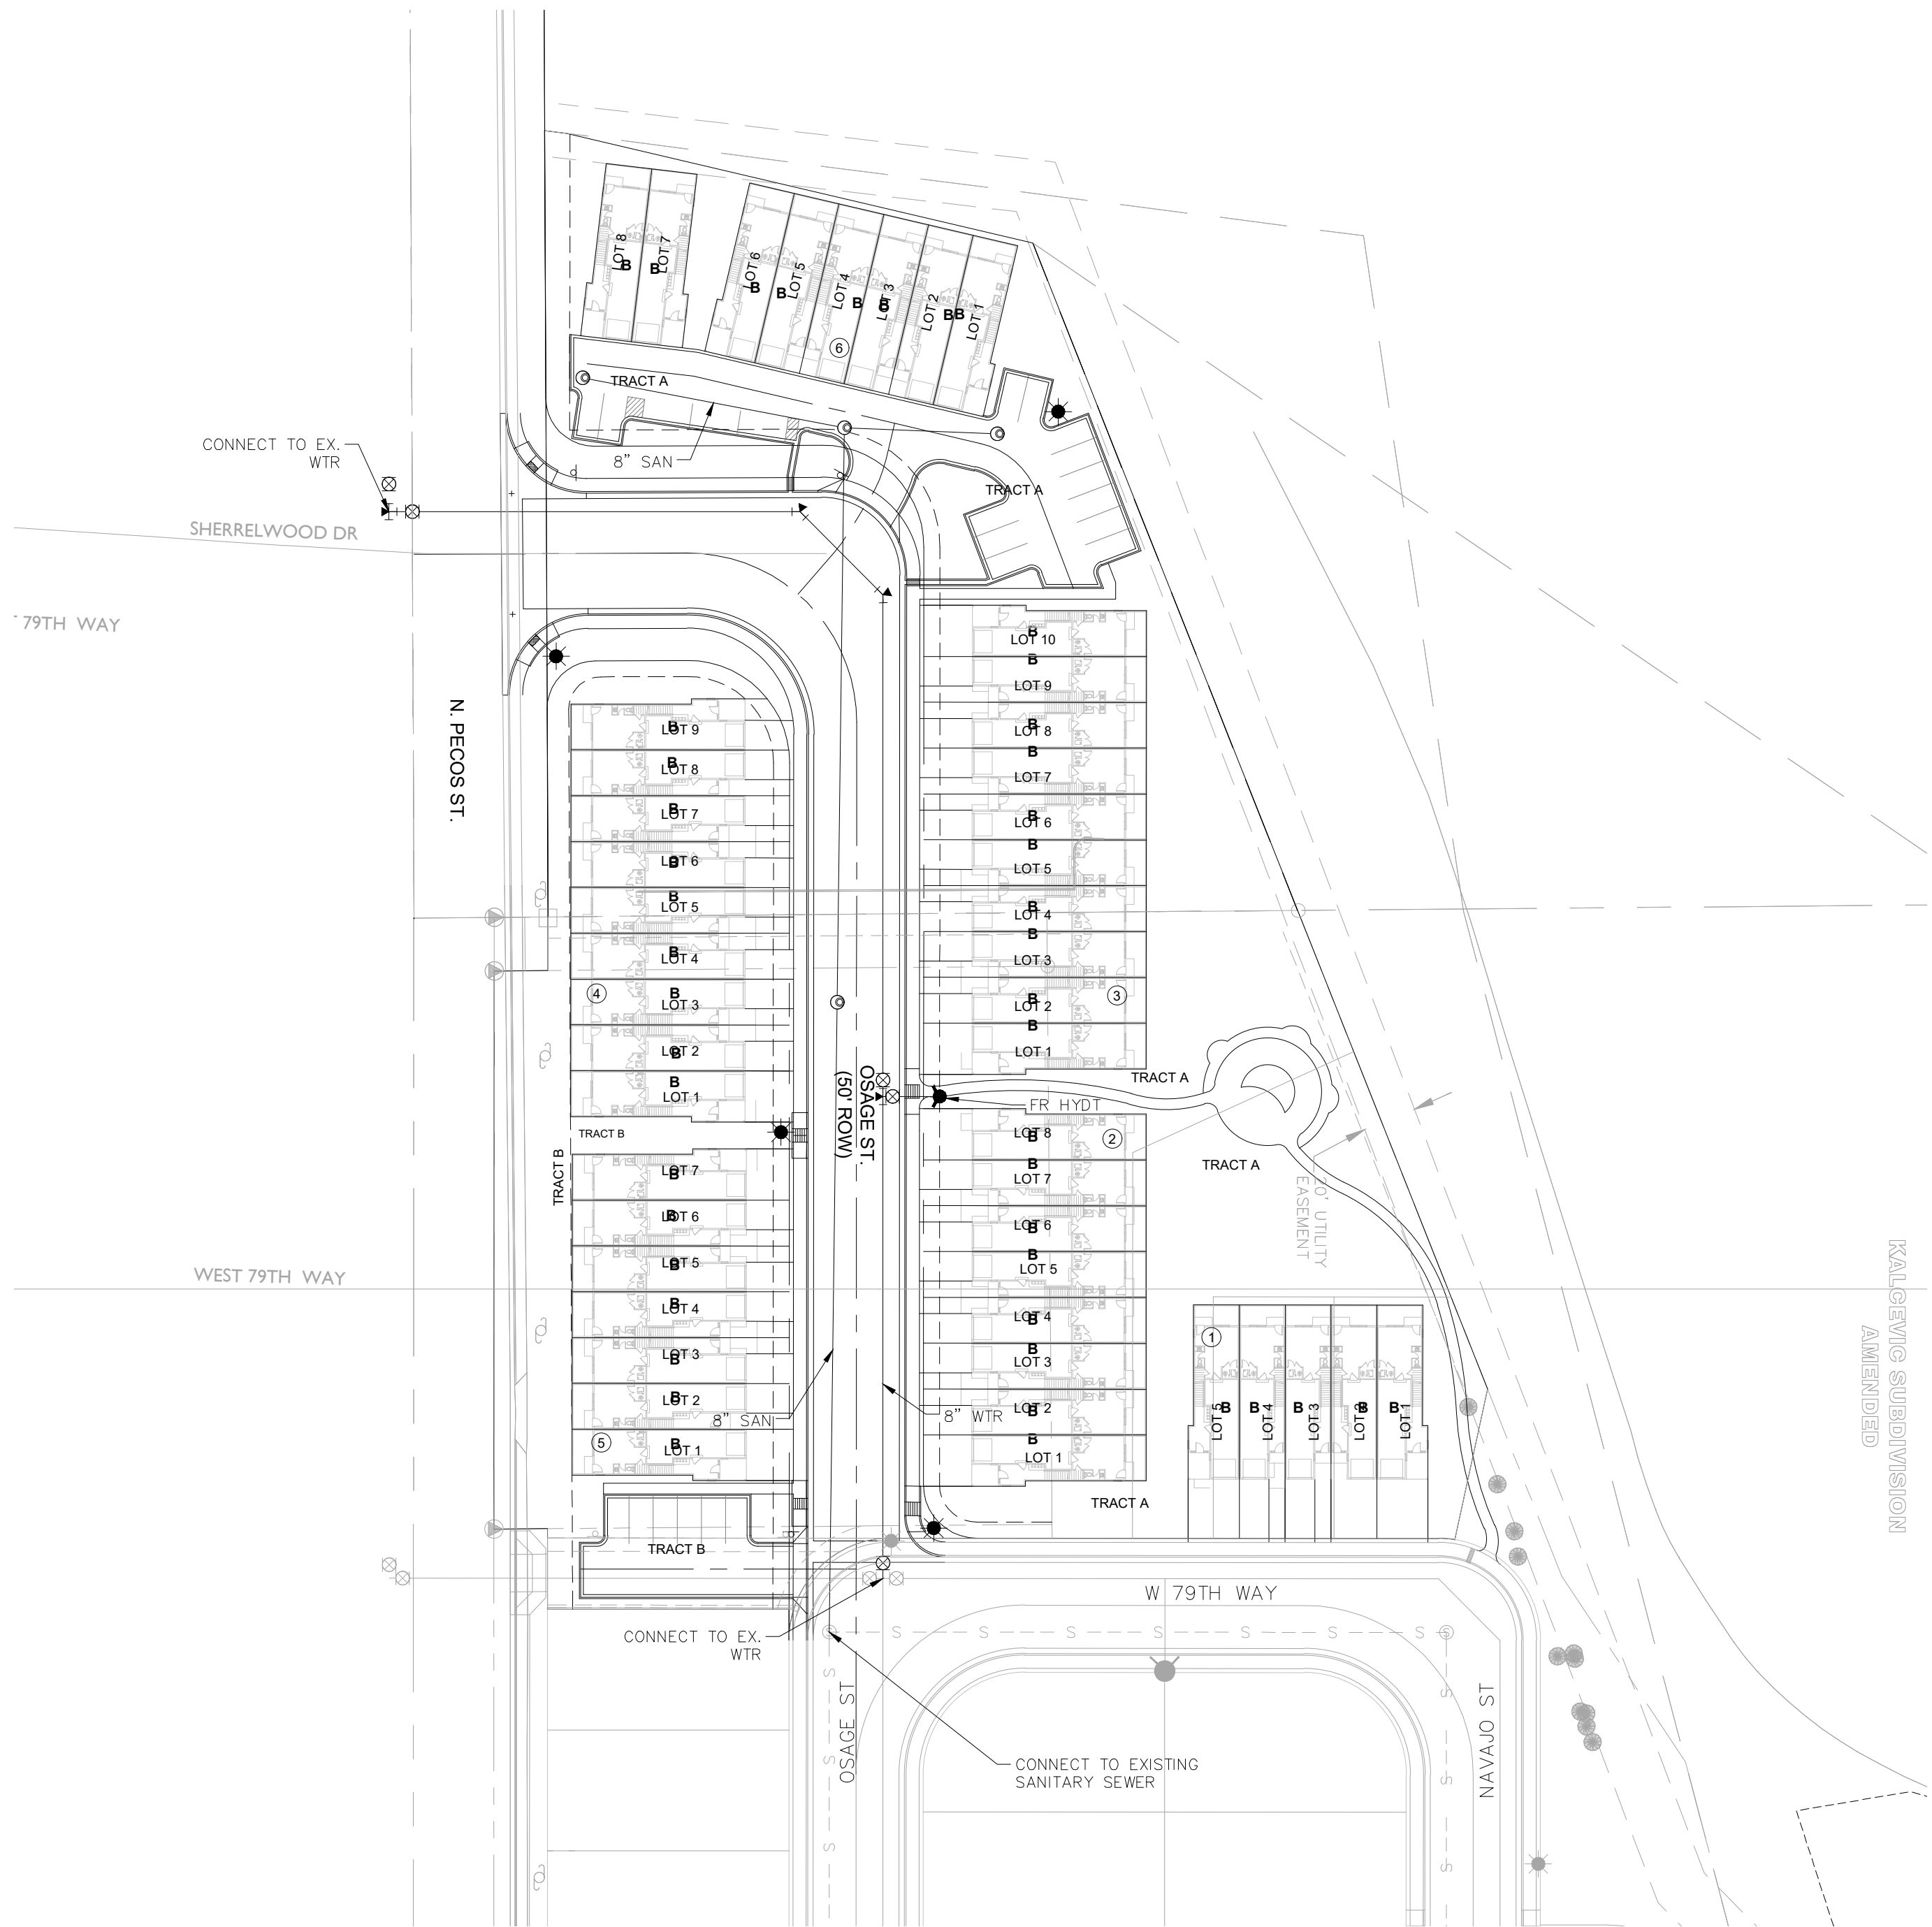 LOT 8
B
LOT 7
B
LOT 6
B
LOT 5
B
LOT 4
B
LOT 3
B
LOT 2
B
LOT 1
B
6
TRACT A
CONNECT TO EX.
WTR
8" SAN
TRACT A
SHERRELWOOD DR
79TH WAY
N. PECOS ST.
LOT 9
B
LOT 8
B
LOT 7
B
LOT 6
B
LOT 5
B
LOT 4
B
4
LOT 3
B
LOT 2
B
LOT 1
B
B
LOT 10
B
LOT 9
B
LOT 8
B
LOT 7
B
LOT 6
B
LOT 5
B
LOT 4
B
LOT 3
3
B
LOT 2
B
LOT 1
TRACT A
OSAGE ST.
(50' ROW)
FR HYDT
TRACT B
TRACT B
LOT 7
B
LOT 6
B
LOT 5
B
LOT 4
B
LOT 3
B
LOT 2
B
8" SAN
5
LOT 1
B
LOT 8
B
2
B
LOT 7
LOT 6
B
B
LOT 5
LOT 4
B
B
LOT 3
LOT 2
B
8" WTR
B
LOT 1
TRACT A
TRACT A
20' UTILITY
EASEMENT
WEST 79TH WAY
1
LOT 5
B
LOT 4
B
LOT 3
B
LOT 2
B
LOT 1
B
KALCEVIC SUBDIVISION
AMENDED
TRACT B
W 79TH WAY
CONNECT TO EX.
WTR
S S S S S S S S
S
S
S
S
S
S
OSAGE ST
NAVAJO ST
CONNECT TO EXISTING
SANITARY SEWER